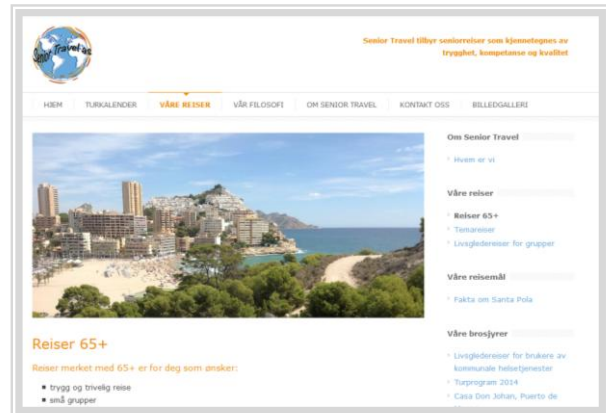 Senior Travel as
Senior Travel tilbyr seniorreiser som kjennetegnes av
trygghet, kompetanse og kvalitet
HJEM TURKALENDER VÅRE REISER VÅR FILOSOFI OM SENIOR TRAVEL KONTAKT OSS BILLEDGALLERI
Om Senior Travel
Hvem er vi
Våre reiser
Reiser 65+
Temareiser
Livsgledereiser for grupper
Våre reisemål
Fakta om Santa Pola
Våre brosjyrer
Livsgledereiser for brukere av
kommunale helsetjenester
Turprogram 2014
Casa Don Johan, Puerto de
Reiser 65+
Reiser merket med 65+ er for deg som ønsker:
trygg og trivelig reise
små grupper